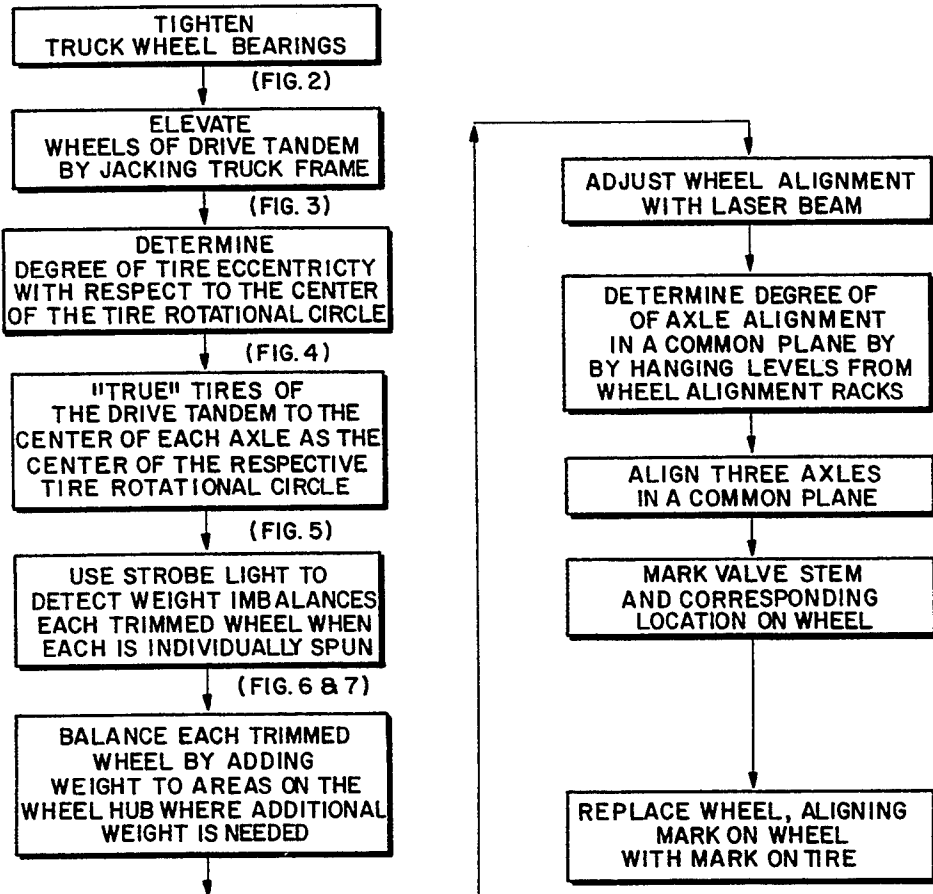 TIGHTEN
TRUCK WHEEL BEARINGS
(FIG. 2)
ELEVATE
WHEELS OF DRIVE TANDEM
BY JACKING TRUCK FRAME
(FIG. 3)
DETERMINE
DEGREE OF TIRE ECCENTRICTY
WITH RESPECT TO THE CENTER
OF THE TIRE ROTATIONAL CIRCLE
(FIG. 4)
"TRUE" TIRES OF
THE DRIVE TANDEM TO THE
CENTER OF EACH AXLE AS THE
CENTER OF THE RESPECTIVE
TIRE ROTATIONAL CIRCLE
(FIG. 5)
USE STROBE LIGHT TO
DETECT WEIGHT IMBALANCES
EACH TRIMMED WHEEL WHEN
EACH IS INDIVIDUALLY SPUN
(FIG. 6 & 7)
BALANCE EACH TRIMMED
WHEEL BY ADDING
WEIGHT TO AREAS ON THE
WHEEL HUB WHERE ADDITIONAL
WEIGHT IS NEEDED
ADJUST WHEEL ALIGNMENT
WITH LASER BEAM
DETERMINE DEGREE OF
OF AXLE ALIGNMENT
IN A COMMON PLANE BY
BY HANGING LEVELS FROM
WHEEL ALIGNMENT RACKS
ALIGN THREE AXLES
IN A COMMON PLANE
MARK VALVE STEM
AND CORRESPONDING
LOCATION ON WHEEL
REPLACE WHEEL, ALIGNING
MARK ON WHEEL
WITH MARK ON TIRE